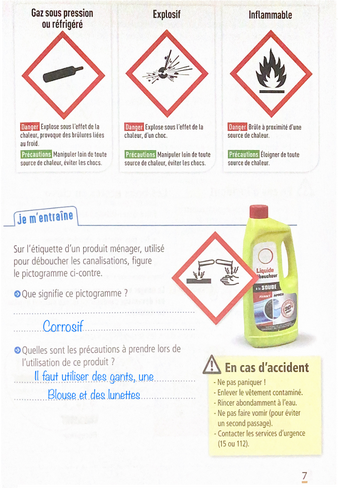 Gaz sous pression
ou réfrigéré
Danger Explose sous l'effet de la
chaleur, provoque des brûlures liées
au froid.
Précautions Manipuler loin de toute
source de chaleur, éviter les chocs.
Explosif
Danger Explose sous l'effet de la
chaleur, d'un choc.
Précautions Manipuler loin de toute
source de chaleur, éviter les chocs.
Inflammable
Danger Brûle à proximité d'une
source de chaleur.
Précautions Éloigner de toute
source de chaleur.
Je m'entraîne
Sur l'étiquette d'un produit ménager, utilisé
pour déboucher les canalisations, figure
le pictogramme ci-contre.
Que signifie ce pictogramme ?
Corrosif
Quelles sont les précautions à prendre lors de
l'utilisation de ce produit ?
Il faut utiliser des gants, une
Blouse et des lunettes
Liquide
Déboucheur
SOUDE
En cas d'accident
- Ne pas paniquer !
- Enlever le vêtement contaminé.
- Rincer abondamment à l'eau.
- Ne pas faire vomir (pour éviter
un second passage).
- Contacter les services d'urgence
(15 ou 112).
7